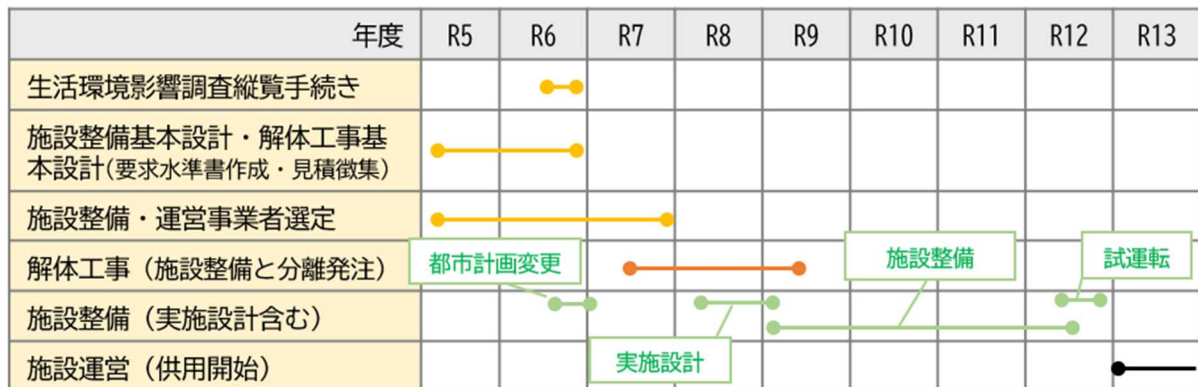 年度 R5 R6 R7 R8 R9 R10 R11 R12 R13
生活環境影響調査縦覧手続き
施設整備基本設計・解体工事基
本設計(要求水準書作成・見積徴集)
施設整備・運営事業者選定
解体工事（施設整備と分離発注）
都市計画変更
施設整備
試運転
施設整備（実施設計含む）
実施設計
施設運営（供用開始）